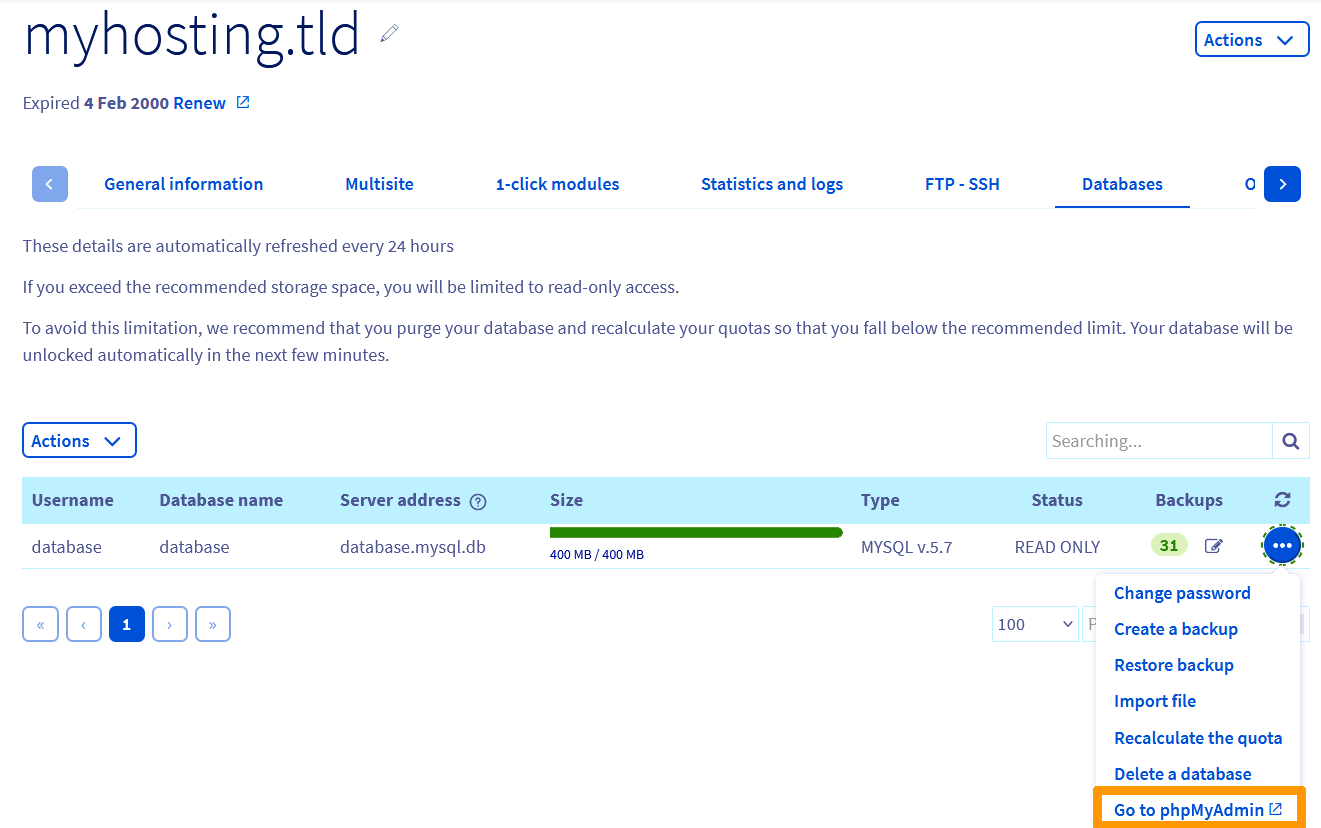 myhosting.tld
Actions
Expired 4 Feb 2000 Renew
General information Multisite 1-click modules Statistics and logs FTP - SSH Databases
These details are automatically refreshed every 24 hours
If you exceed the recommended storage space, you will be limited to read-only access.
To avoid this limitation, we recommend that you purge your database and recalculate your quotas so that you fall below the recommended limit. Your database will be
unlocked automatically in the next few minutes.
Actions
Searching...
Username Database name Server address ? Size Type Status Backups
database database database.mysql.db 400 MB / 400 MB MYSQL v.5.7 READ ONLY 31
« ‹ 1 › »
100
Change password
Create a backup
Restore backup
Import file
Recalculate the quota
Delete a database
Go to phpMyAdmin